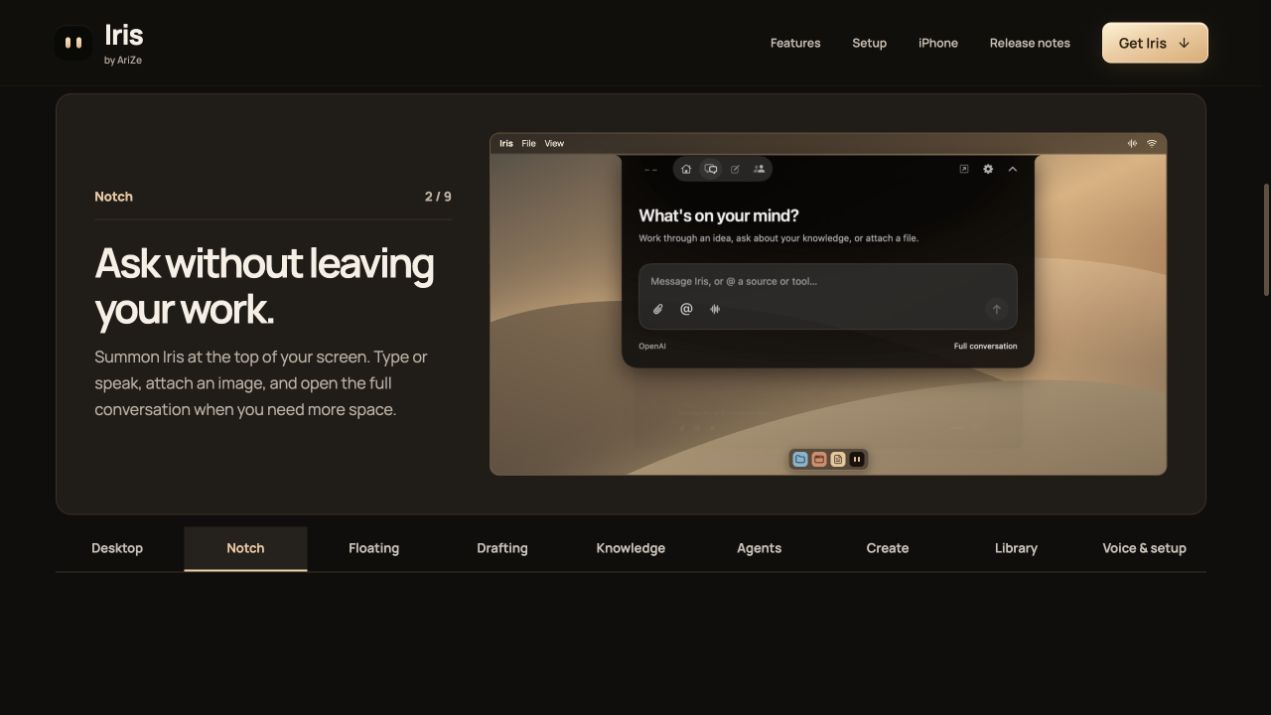 Iris
by AriZe
Features
Setup
iPhone
Release notes
Get Iris
Notch
2 / 9
Ask without leaving
your work.
Summon Iris at the top of your screen. Type or
speak, attach an image, and open the full
conversation when you need more space.
Iris File View
What's on your mind?
Work through an idea, ask about your knowledge, or attach a file.
Message Iris, or @ a source or tool...
@
OpenAI
Full conversation
Desktop
Notch
Floating
Drafting
Knowledge
Agents
Create
Library
Voice & setup